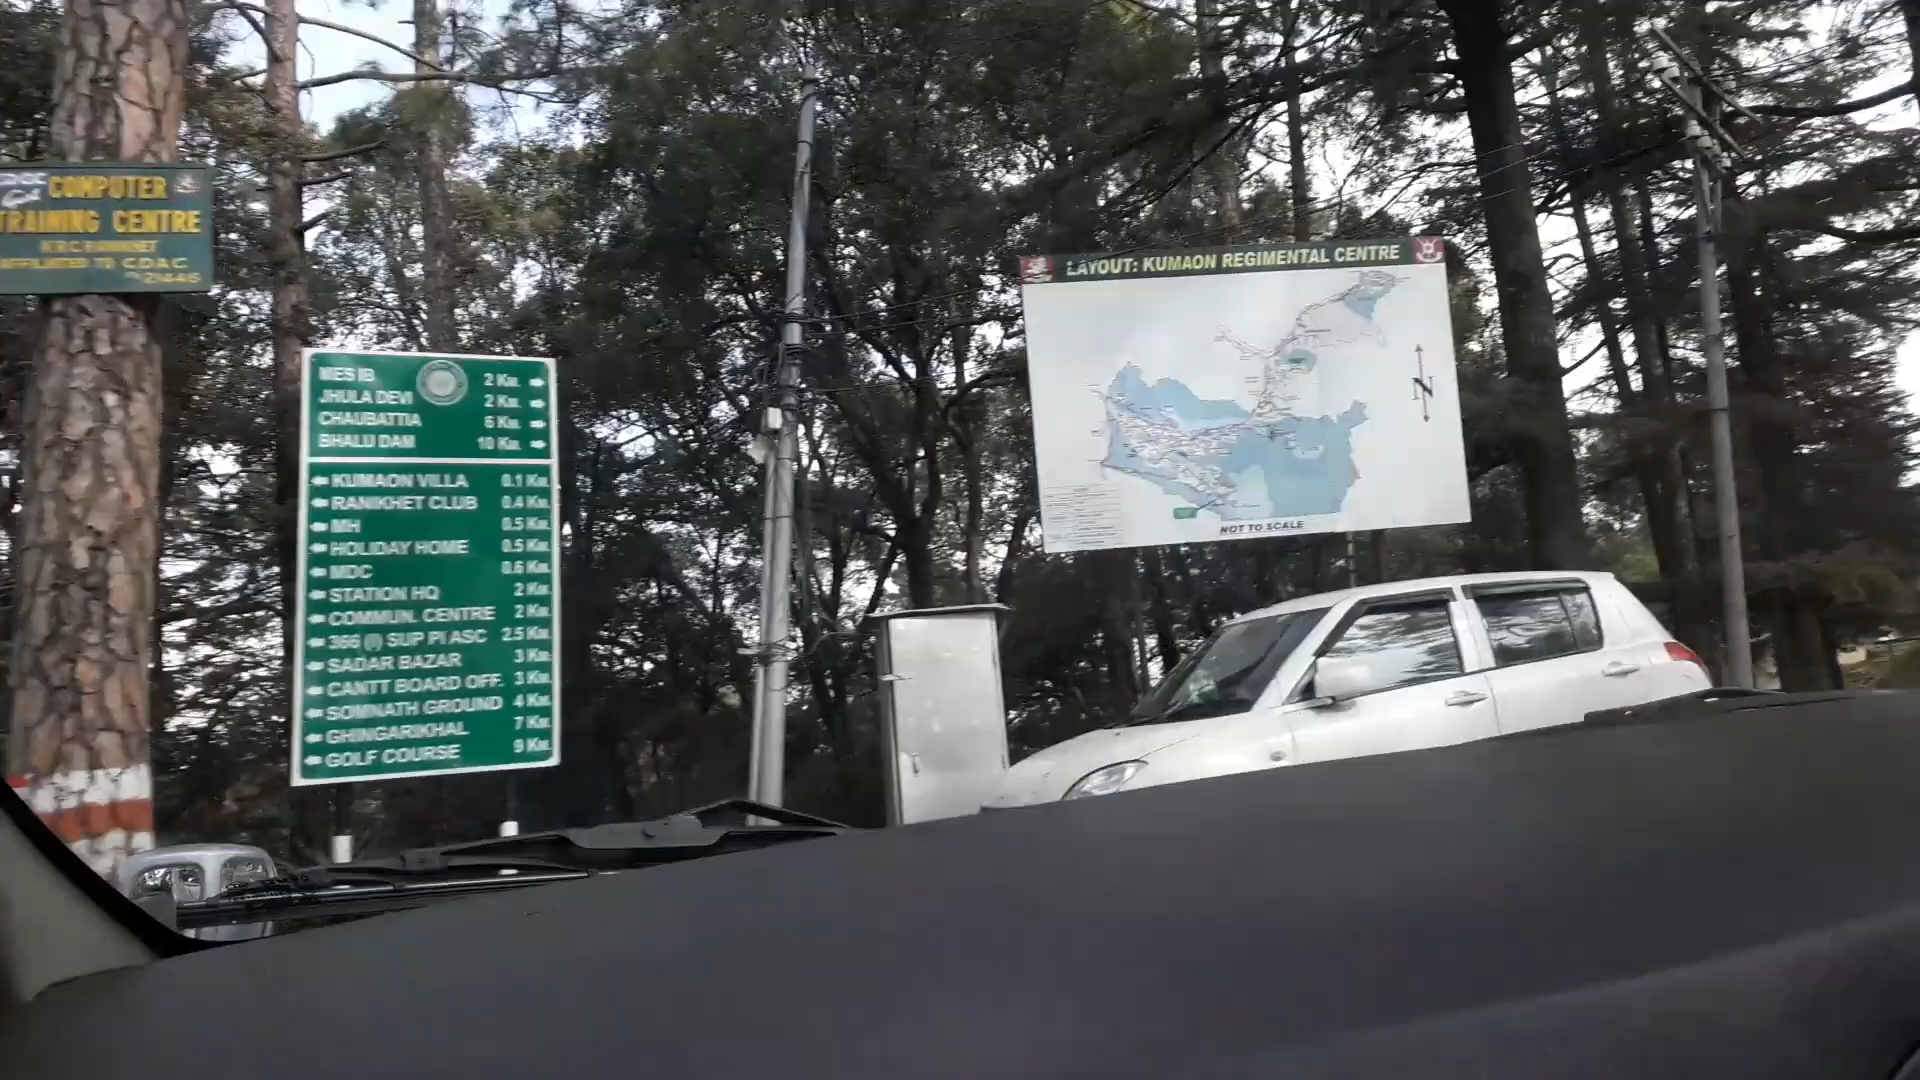 COMPUTER
TRAINING CENTRE
K.R.C. RANIKHET
AFFILIATED TO C.D.A.C
MES IB 2 Km.
JHULA DEVI 2 Km.
CHAUBATTIA 6 Km.
BHALU DAM 10 Km.
KUMAON VILLA 0.1 Km.
RANIKHET CLUB 0.4 Km.
MH 0.5 Km.
HOLIDAY HOME 0.5 Km.
MDC 0.6 Km.
STATION HQ 2 Km.
COMMUN. CENTRE 2 Km.
366 (I) SUP PI ASC 2.5 Km.
SADAR BAZAR 3 Km.
CANTT BOARD OFF. 3 Km.
SOMNATH GROUND 4 Km.
GHINGARIKHAL 7 Km.
GOLF COURSE 9 Km.
LAYOUT: KUMAON REGIMENTAL CENTRE
N
NOT TO SCALE